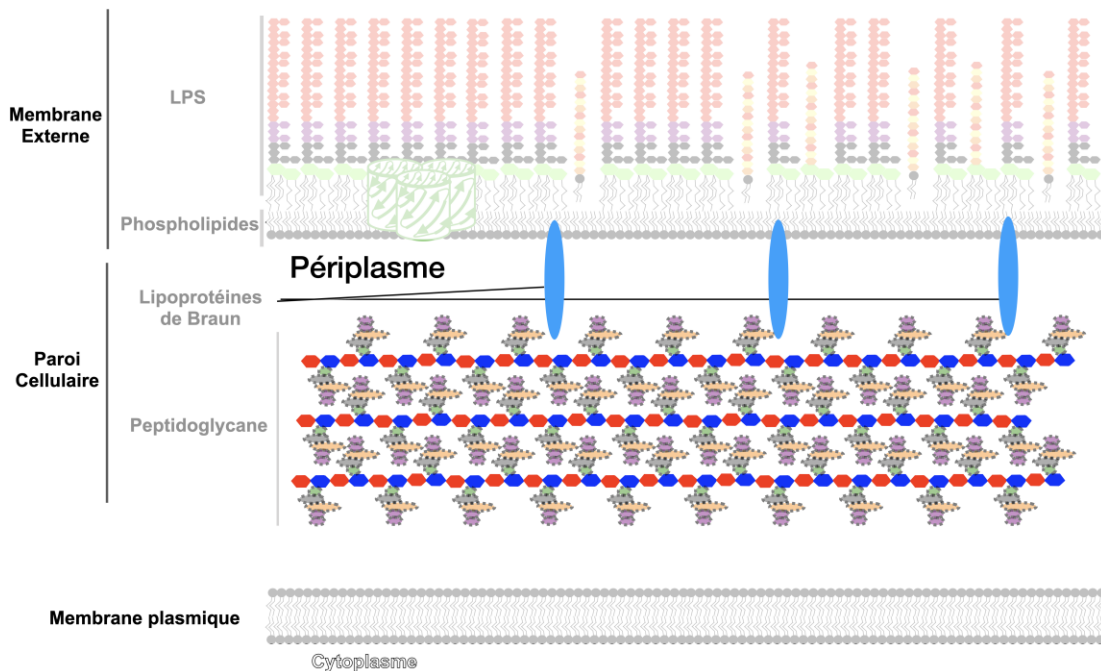 LPS
Membrane
Externe
Phospholipides
Périplasme
Lipoprotéines
de Braun
Paroi
Cellulaire
Peptidoglycane
Membrane plasmique
Cytoplasme